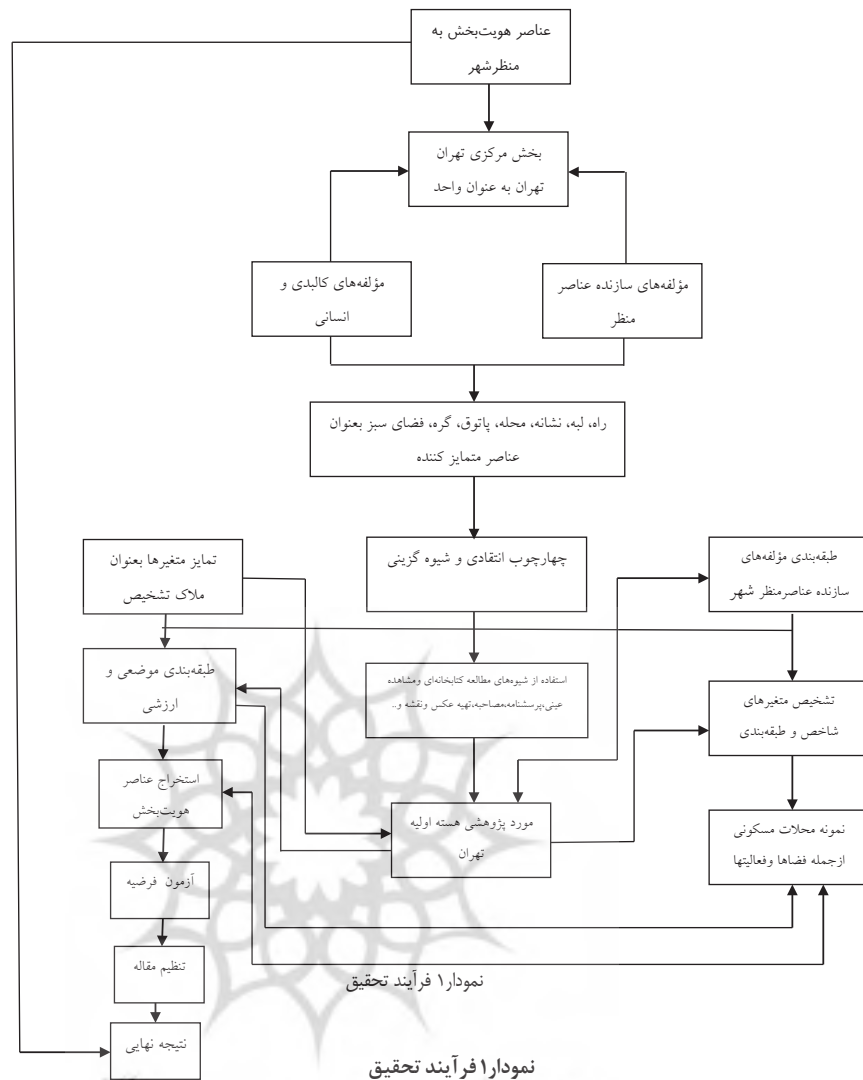 عناصر هویت‌بخش به
منظرشهر
بخش مرکزی تهران
تهران به عنوان واحد
مؤلفه‌های سازنده عناصر
منظر
مؤلفه‌های کالبدی و
انسانی
راه، لبه، نشانه، محله، پاتوق، گره، فضای سبز بعنوان
عناصر متمایز کننده
طبقه‌بندی مؤلفه‌های
سازنده عناصرمنظر شهر
چهارچوب انتقادی و شیوه گزینی
تمایز متغیرها بعنوان
ملاک تشخیص
تشخیص متغیرهای
شاخص و طبقه‌بندی
استفاده از شیوه‌های مطالعه کتابخانه‌ای ومشاهده
عینی،پرسشنامه،مصاحبه،تهیه عکس ونقشه و..
طبقه‌بندی موضعی و
ارزشی
نمونه محلات مسکونی
ازجمله فضاها وفعالیتها
مورد پژوهشی هسته اولیه
تهران
استخراج عناصر
هویت‌بخش
آزمون فرضیه
تنظیم مقاله
نتیجه نهایی
نمودار۱ فرآیند تحقیق
نمودار۱ فرآیند تحقیق